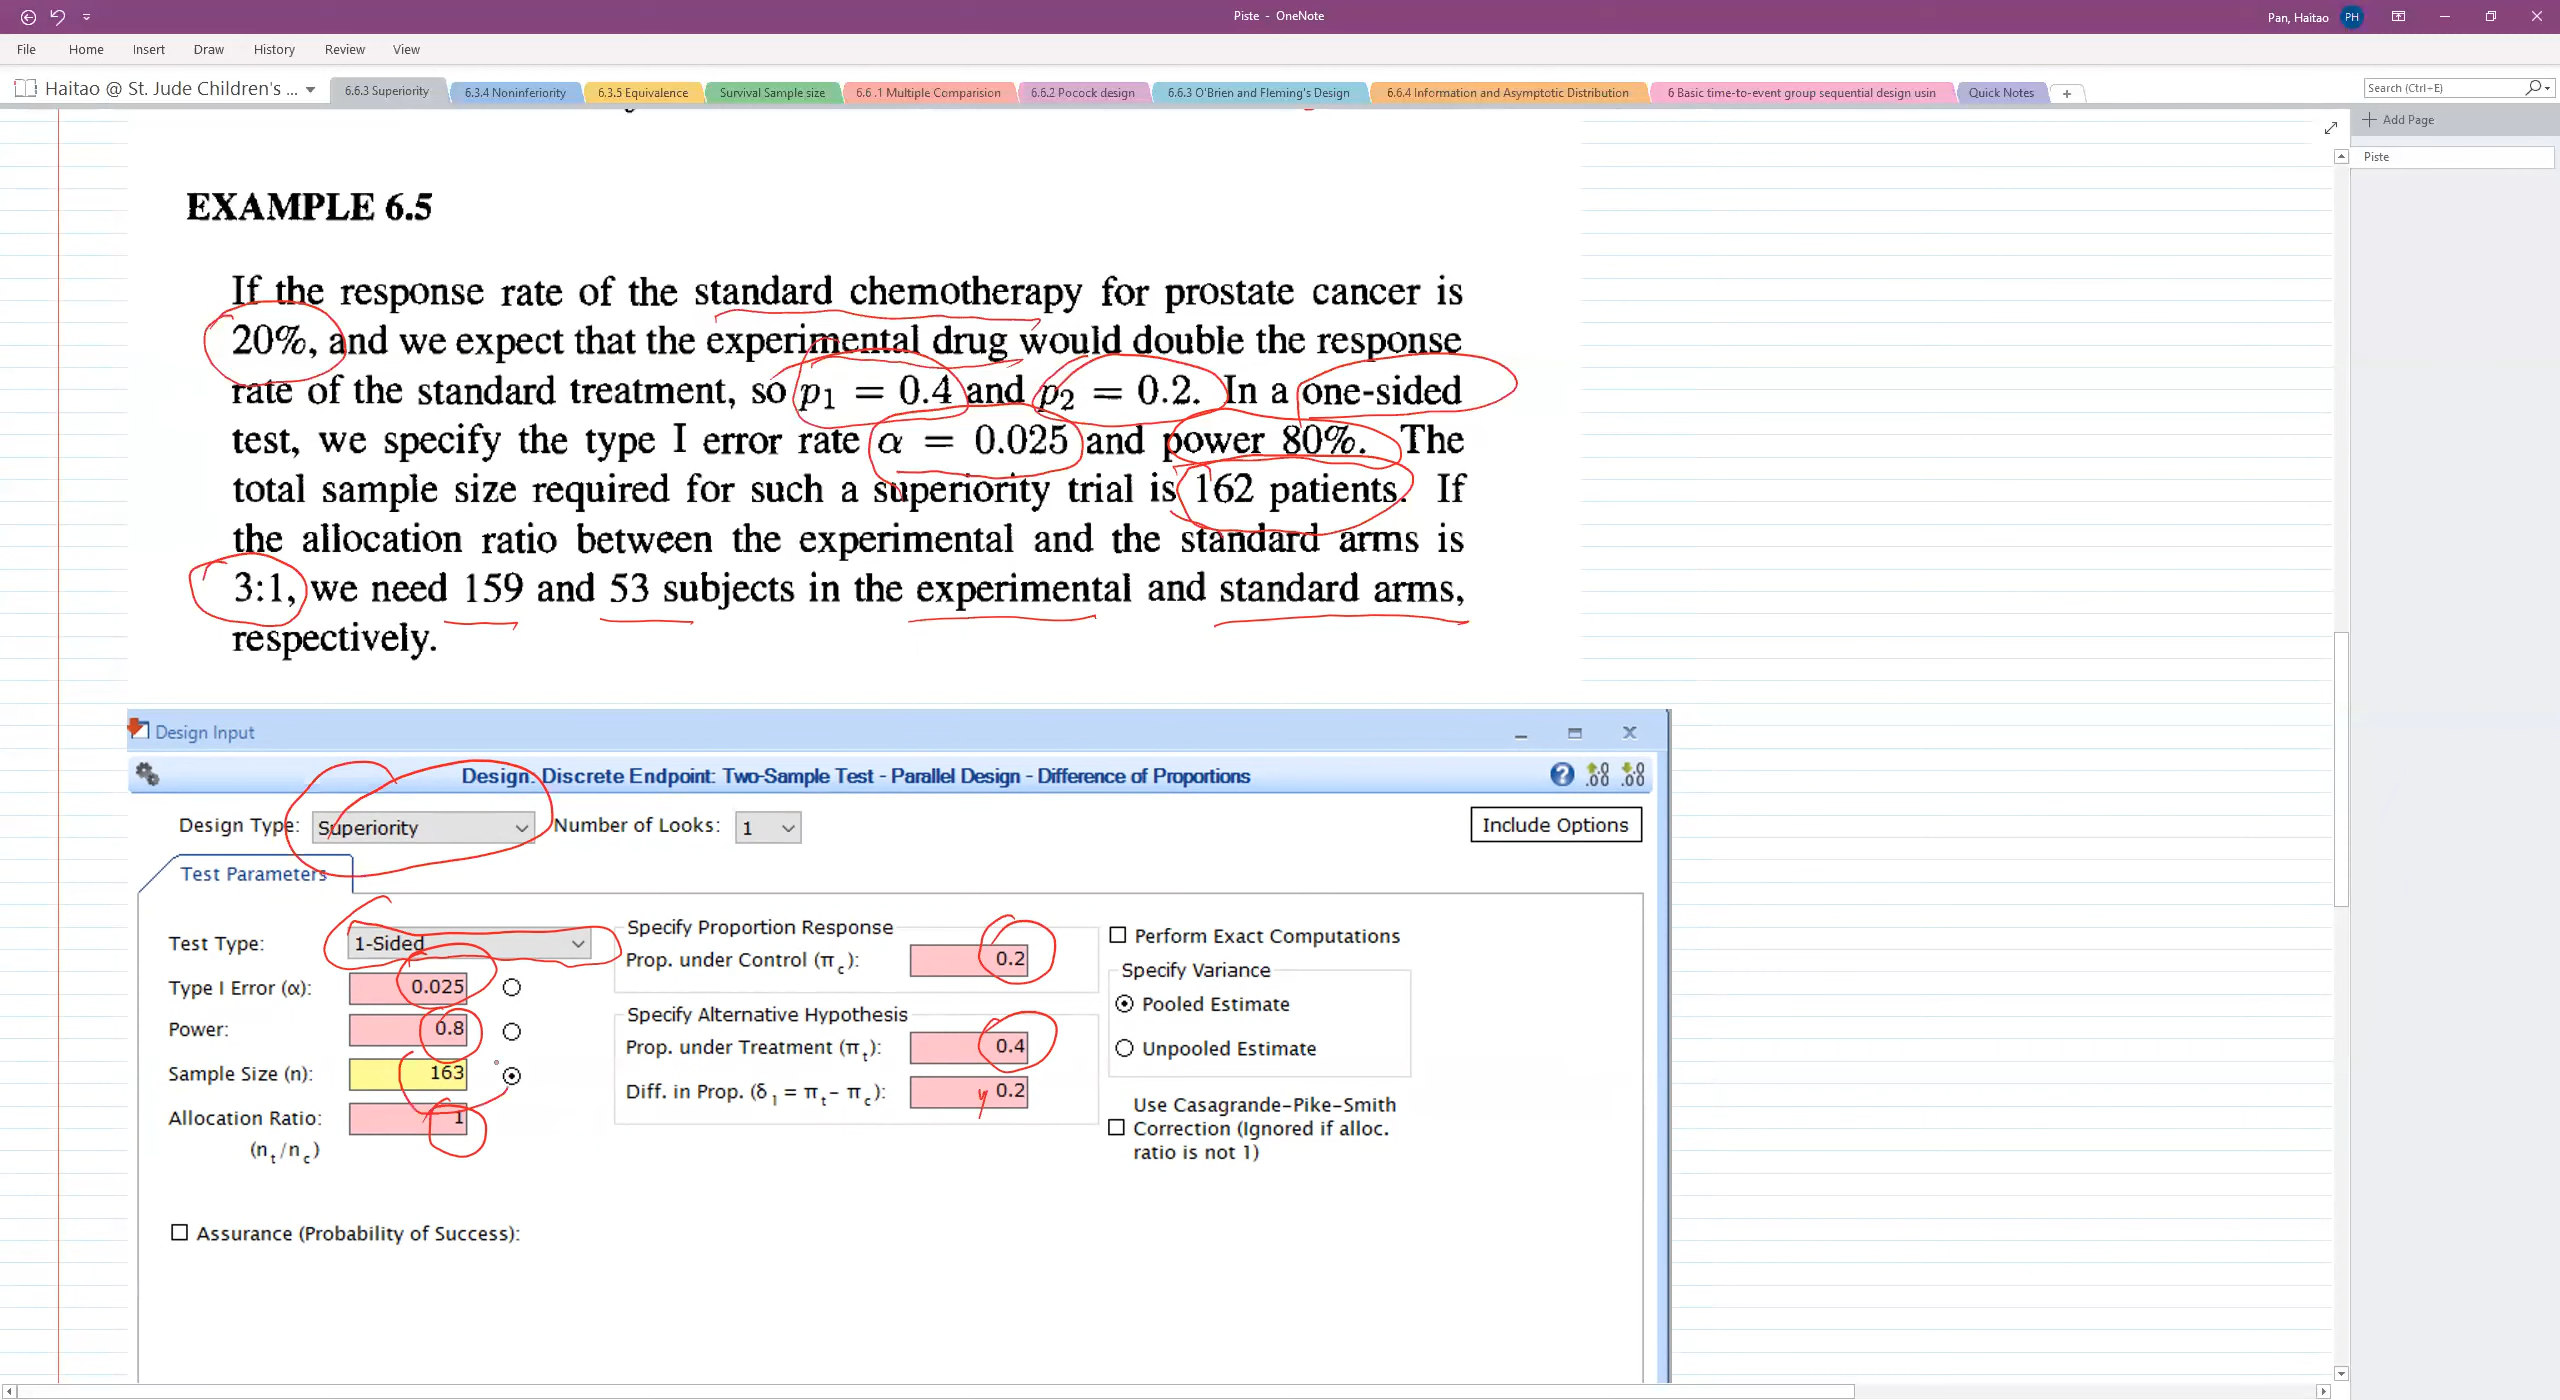 Piste - OneNote
Pan, Haitao PH
File Home Insert Draw History Review View
Haitao @ St. Jude Children's ... 6.6.3 Superiority 6.3.4 Noninferiority 6.3.5 Equivalence Survival Sample size 6.6 .1 Multiple Comparision 6.6.2 Pocock design 6.6.3 O'Brien and Fleming's Design 6.6.4 Information and Asymptotic Distribution 6 Basic time-to-event group sequential design usin Quick Notes +
Search (Ctrl+E)
Add Page
Piste
EXAMPLE 6.5
If the response rate of the standard chemotherapy for prostate cancer is
20%, and we expect that the experimental drug would double the response
rate of the standard treatment, so p1 = 0.4 and p2 = 0.2. In a one-sided
test, we specify the type I error rate α = 0.025 and power 80%. The
total sample size required for such a superiority trial is 162 patients. If
the allocation ratio between the experimental and the standard arms is
3:1, we need 159 and 53 subjects in the experimental and standard arms,
respectively.
Design Input
Design: Discrete Endpoint: Two-Sample Test - Parallel Design - Difference of Proportions
Design Type: Superiority Number of Looks: 1 Include Options
Test Parameters
Test Type: 1-Sided
Type I Error (α): 0.025
Power: 0.8
Sample Size (n): 163
Allocation Ratio: 1
(nt/nc)
Specify Proportion Response
Prop. under Control (πc): 0.2
Specify Alternative Hypothesis
Prop. under Treatment (πt): 0.4
Diff. in Prop. (δ1 = πt- πc): 0.2
Perform Exact Computations
Specify Variance
Pooled Estimate
Unpooled Estimate
Use Casagrande-Pike-Smith
Correction (Ignored if alloc.
ratio is not 1)
Assurance (Probability of Success):